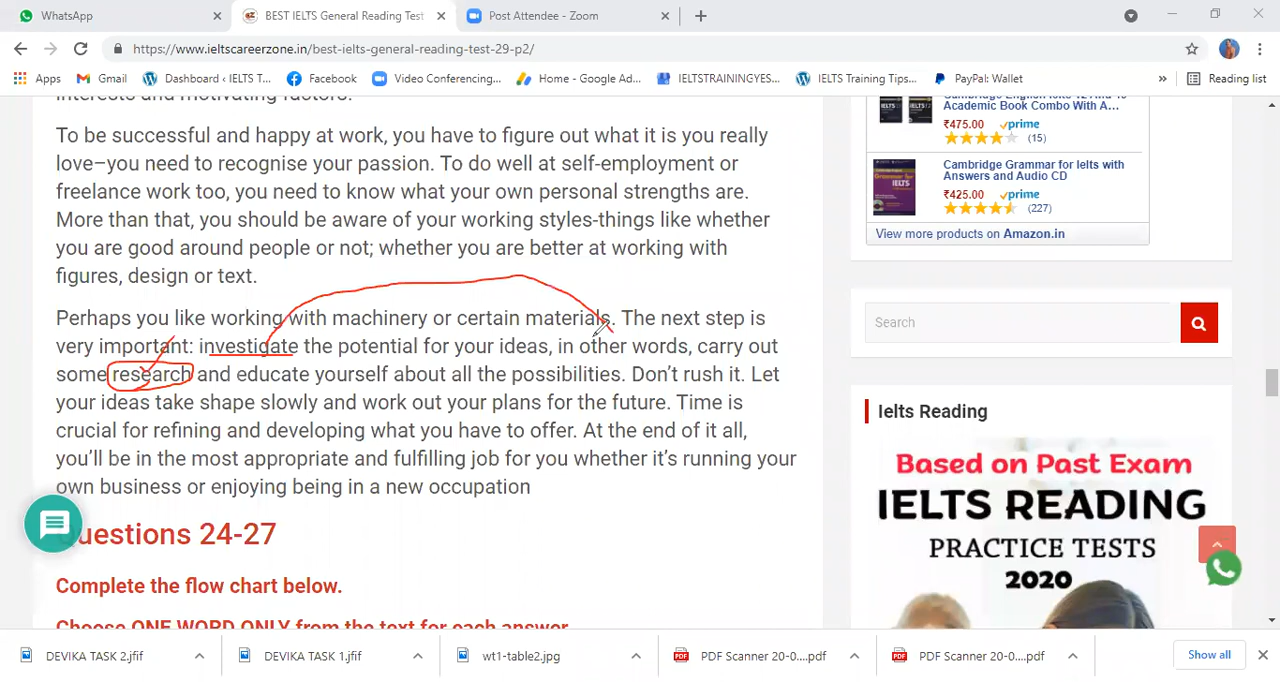 WhatsApp
BEST IELTS General Reading Test
Post Attendee - Zoom
https://www.ieltscareerzone.in/best-ielts-general-reading-test-29-p2/
Apps
Gmail
Dashboard ‹ IELTS T...
Facebook
Video Conferencing...
Home - Google Ad...
IELTSTRAININGYES...
IELTS Training Tips...
PayPal: Wallet
»
Reading list
interests and motivating factors.
To be successful and happy at work, you have to figure out what it is you really
love–you need to recognise your passion. To do well at self-employment or
freelance work too, you need to know what your own personal strengths are.
More than that, you should be aware of your working styles-things like whether
you are good around people or not; whether you are better at working with
figures, design or text.
Perhaps you like working with machinery or certain materials. The next step is
very important: investigate the potential for your ideas, in other words, carry out
some research and educate yourself about all the possibilities. Don't rush it. Let
your ideas take shape slowly and work out your plans for the future. Time is
crucial for refining and developing what you have to offer. At the end of it all,
you'll be in the most appropriate and fulfilling job for you whether it's running your
own business or enjoying being in a new occupation
Questions 24-27
Complete the flow chart below.
Choose ONE WORD ONLY from the text for each answer
Academic Book Combo With A...
₹475.00 prime
(15)
Cambridge Grammar for Ielts with
Answers and Audio CD
₹425.00 prime
(227)
View more products on Amazon.in
Search
Ielts Reading
Based on Past Exam
IELTS READING
PRACTICE TESTS
2020
DEVIKA TASK 2.jfif
DEVIKA TASK 1.jfif
wt1-table2.jpg
PDF Scanner 20-0....pdf
PDF Scanner 20-0....pdf
Show all